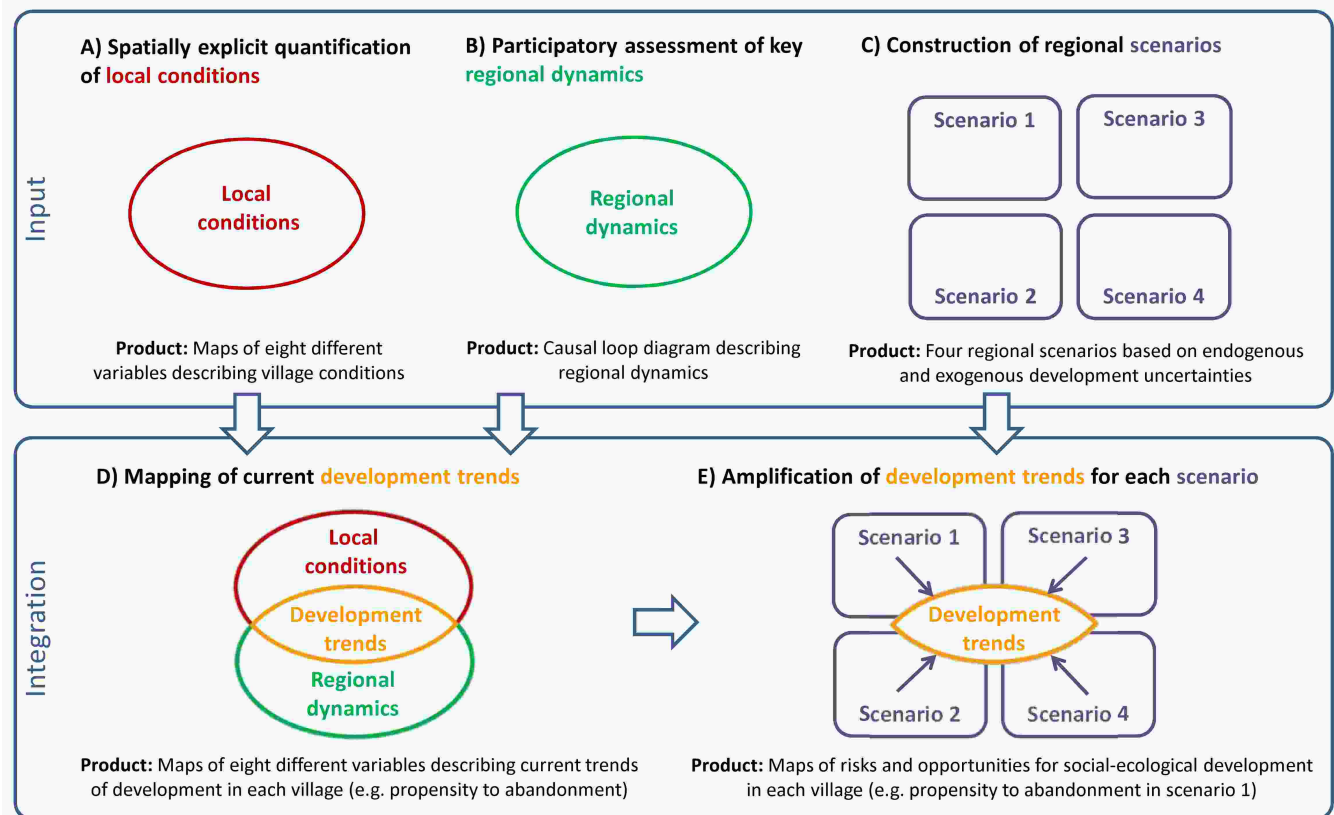 Input
A) Spatially explicit quantification
of local conditions
Local
conditions
Product: Maps of eight different
variables describing village conditions
B) Participatory assessment of key
regional dynamics
Regional
dynamics
Product: Causal loop diagram describing
regional dynamics
C) Construction of regional scenarios
Scenario 1
Scenario 3
Scenario 2
Scenario 4
Product: Four regional scenarios based on endogenous
and exogenous development uncertainties
Integration
D) Mapping of current development trends
Local
conditions
Development
trends
Regional
dynamics
Product: Maps of eight different variables describing current trends
of development in each village (e.g. propensity to abandonment)
E) Amplification of development trends for each scenario
Scenario 1
Scenario 3
Development
trends
Scenario 2
Scenario 4
Product: Maps of risks and opportunities for social-ecological development
in each village (e.g. propensity to abandonment in scenario 1)